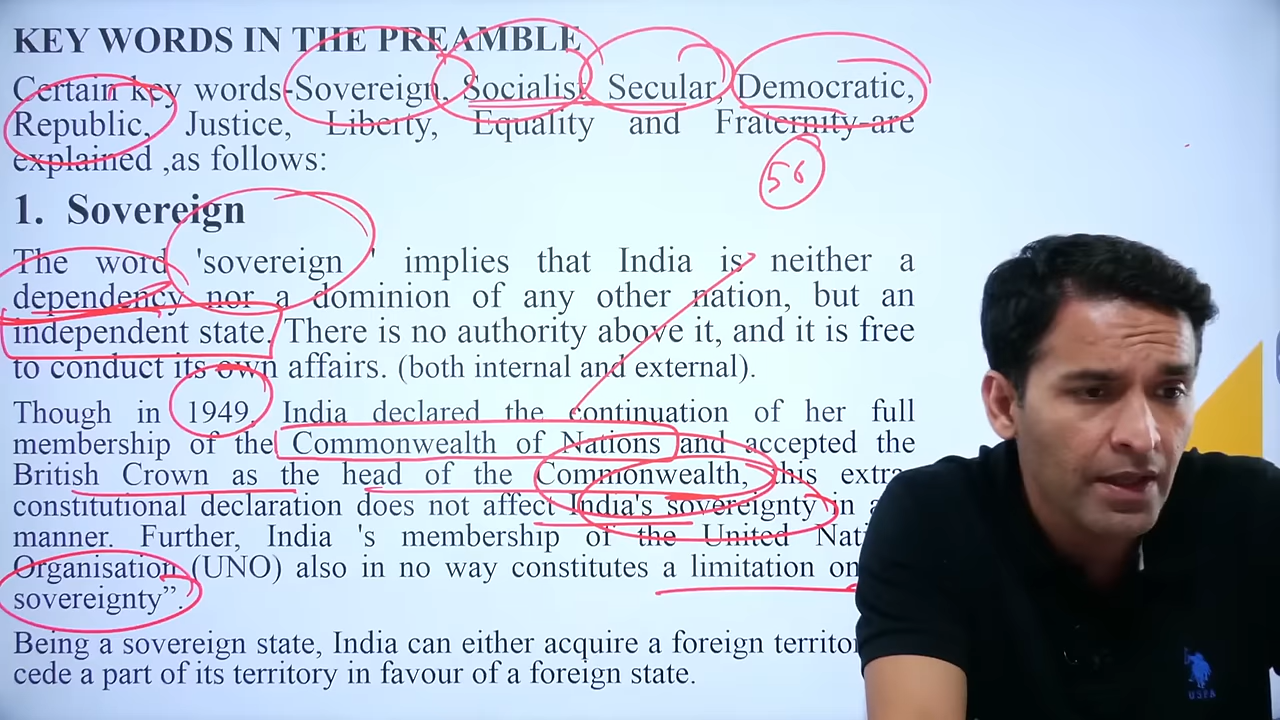 KEY WORDS IN THE PREAMBLE
Certain key words-Sovereign, Socialist Secular, Democratic,
Republic, Justice, Liberty, Equality and Fraternity-are
explained ,as follows:
56
1. Sovereign
The word 'sovereign ' implies that India is neither a
dependency nor a dominion of any other nation, but an
independent state. There is no authority above it, and it is free
to conduct its own affairs. (both internal and external).
Though in 1949, India declared the continuation of her full
membership of the Commonwealth of Nations and accepted the
British Crown as the head of the Commonwealth, this extra-
constitutional declaration does not affect India's sovereignty in
manner. Further, India 's membership of the United
Organisation (UNO) also in no way constitutes a limitation on
sovereignty”.
Being a sovereign state, India can either acquire a foreign
cede a part of its territory in favour of a foreign state.
USPA